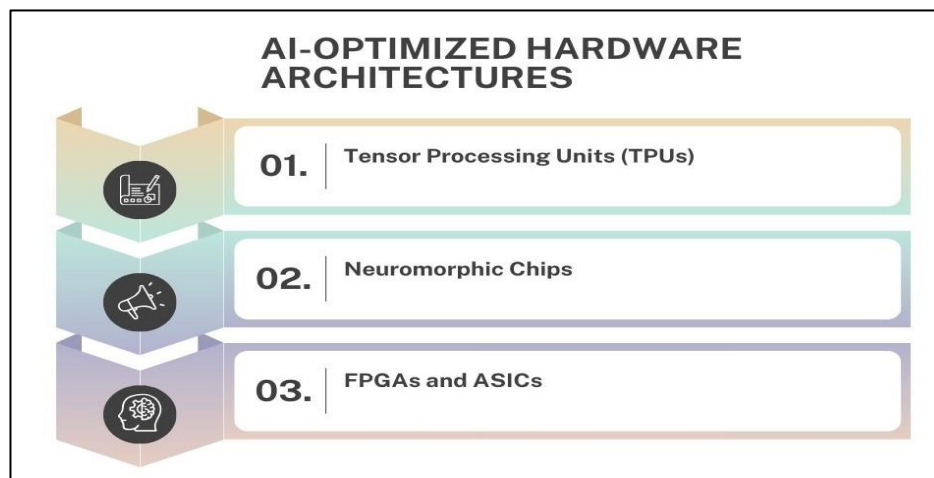 AI-OPTIMIZED HARDWARE
ARCHITECTURES
01. Tensor Processing Units (TPUs)
02. Neuromorphic Chips
03. FPGAs and ASICs